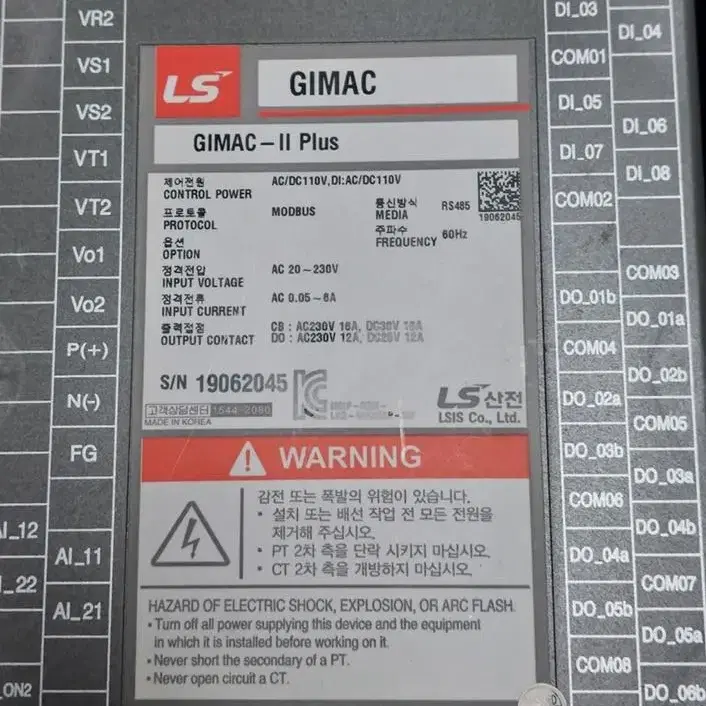 VR2
VS1
VS2
VT1
VT2
Vo1
Vo2
P(+)
N(-)
FG
AI_12
AI_11
_22
AI_21
_ON2
LS
GIMAC
GIMAC-II Plus
제어전원 CONTROL POWER AC/DC110V,DI:AC/DC110V
프로토콜 PROTOCOL MODBUS
통신방식 MEDIA RS485
19062045
옵션 OPTION
주파수 FREQUENCY 60Hz
정격전압 INPUT VOLTAGE AC 20~230V
정격전류 INPUT CURRENT AC 0.05~6A
출력접점 OUTPUT CONTACT
CB : AC230V 16A, DC30V 16A
DO : AC230V 12A, DC25V 12A
S/N 19062045
고객상담센터 1544-2080
MADE IN KOREA
LS산전
LSIS Co., Ltd.
WARNING
감전 또는 폭발의 위험이 있습니다.
• 설치 또는 배선 작업 전 모든 전원을
제거해 주십시오.
• PT 2차 측을 단락 시키지 마십시오.
• CT 2차 측을 개방하지 마십시오.
HAZARD OF ELECTRIC SHOCK, EXPLOSION, OR ARC FLASH
• Turn off all power supplying this device and the equipment
in which it is installed before working on it.
• Never short the secondary of a PT.
• Never open circuit a CT.
DI_03
DI_04
COM01
DI_05
DI_06
DI_07
DI_08
COM02
COM03
DO_01b
DO_01a
COM04
DO_02b
DO_02a
COM05
DO_03b
DO_03a
COM06
DO_04b
DO_04a
COM07
DO_05b
DO_05a
COM08
DO_06b